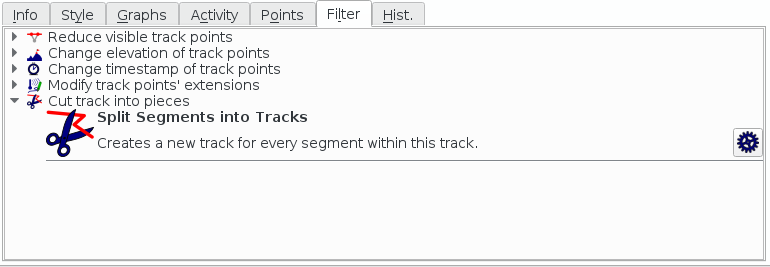 Info Style Graphs Activity Points Filter Hist.
Reduce visible track points
Change elevation of track points
Change timestamp of track points
Modify track points' extensions
Cut track into pieces
Split Segments into Tracks
Creates a new track for every segment within this track.